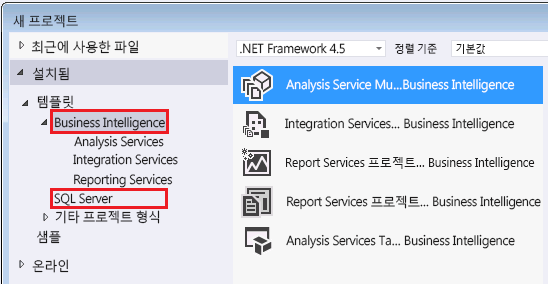 새 프로젝트
최근에 사용한 파일
.NET Framework 4.5 정렬 기준 기본값
설치됨
템플릿
Business Intelligence
Analysis Services
Integration Services
Reporting Services
SQL Server
기타 프로젝트 형식
샘플
온라인
Analysis Service Mu...Business Intelligence
Integration Services... Business Intelligence
Report Services 프로젝트... Business Intelligence
Report Services 프로젝트... Business Intelligence
Analysis Services Ta... Business Intelligence